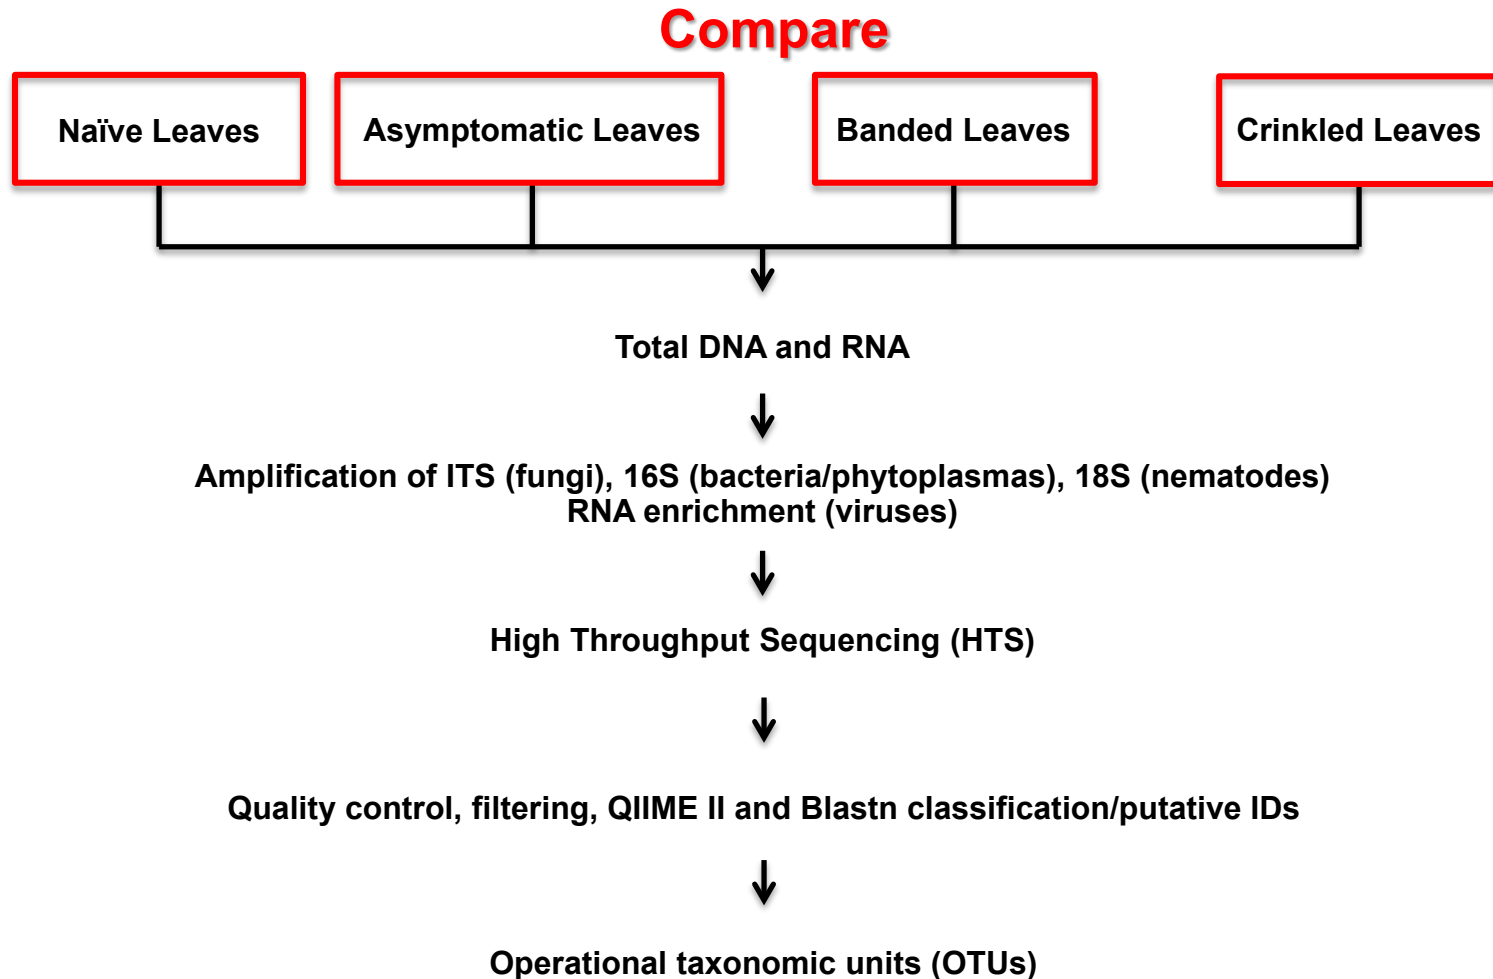 Compare
Naïve Leaves
Asymptomatic Leaves
Banded Leaves
Crinkled Leaves
Total DNA and RNA
Amplification of ITS (fungi), 16S (bacteria/phytoplasmas), 18S (nematodes)
RNA enrichment (viruses)
High Throughput Sequencing (HTS)
Quality control, filtering, QIIME II and Blastn classification/putative IDs
Operational taxonomic units (OTUs)